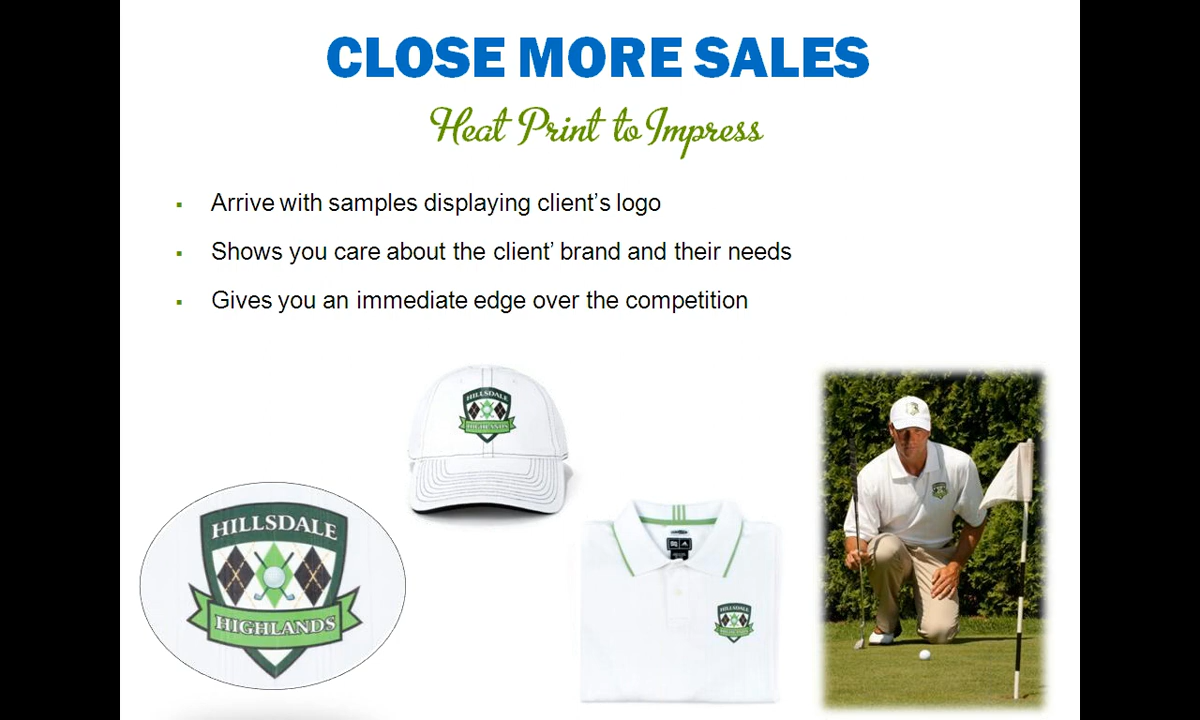 CLOSE MORE SALES
Heat Print to Impress
▪ Arrive with samples displaying client’s logo
▪ Shows you care about the client’ brand and their needs
▪ Gives you an immediate edge over the competition
HILLSDALE
HIGHLANDS
HILLSDALE
HIGHLANDS
HILLSDALE